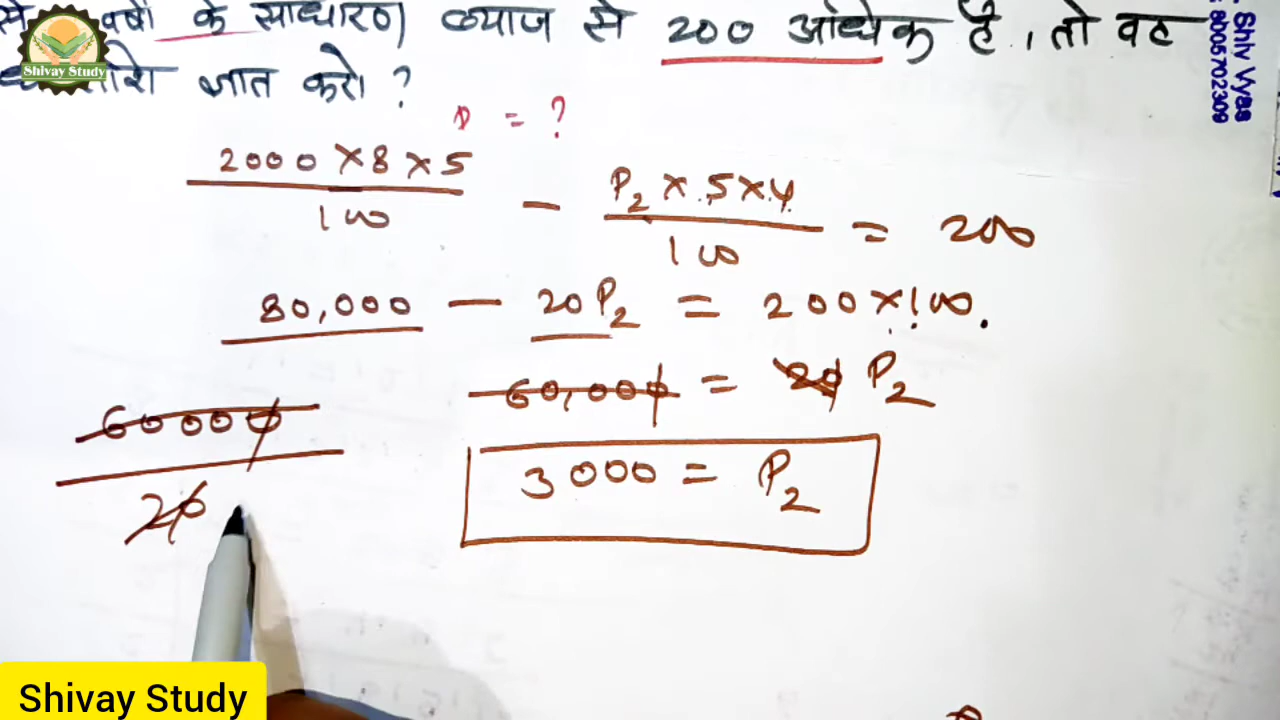 से वर्षों के साधारण ब्याज से 200 अधिक है, तो वह
ज्ञात करो ?
Shivay Study
Shiv Vyas
8005702309
P = ?
2000 × 8 × 5 / 100 - P₂ × 5 × 4 / 100 = 200
80,000 - 20P₂ = 200 × 100.
60,000 = 20 P₂
60000 / 20
3000 = P₂
Shivay Study